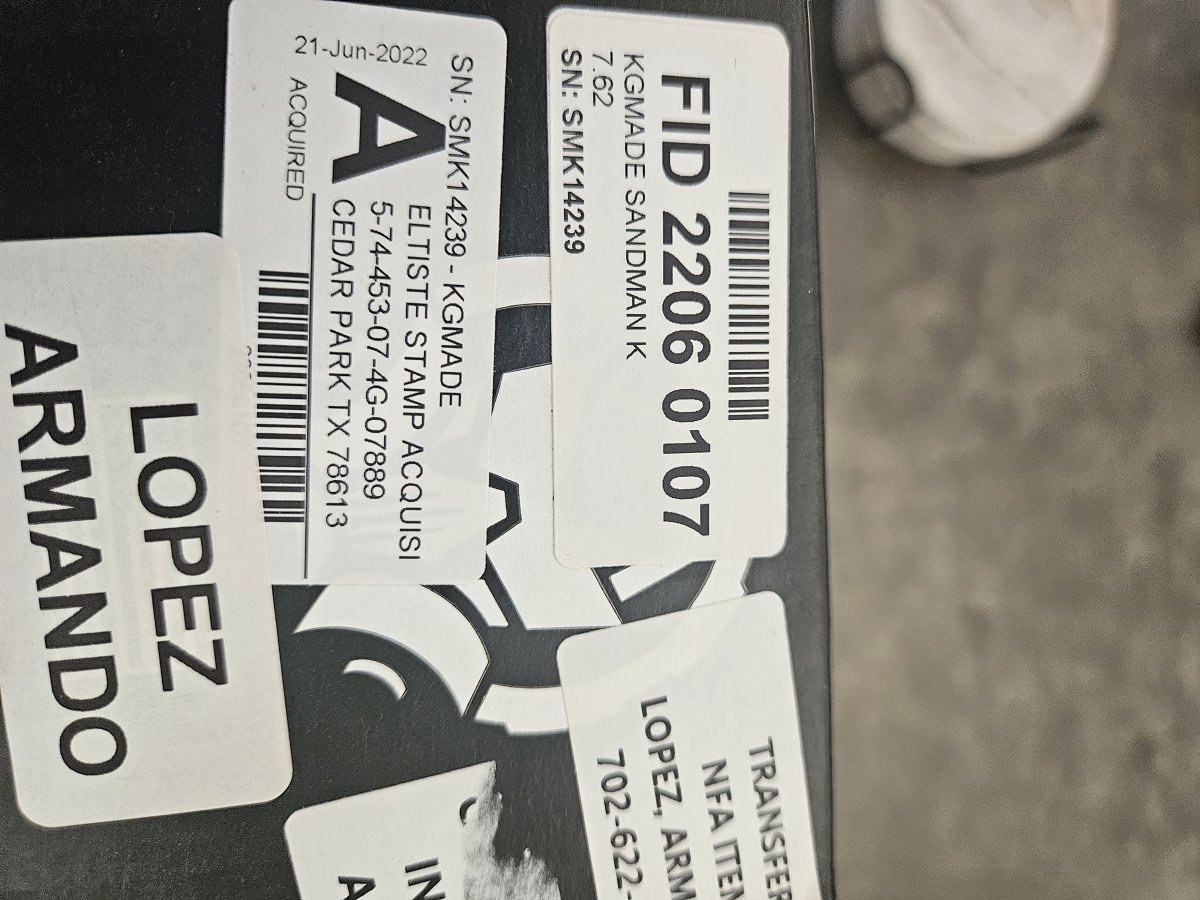 FID 2206 0107
KGMADE SANDMAN K
7.62
SN: SMK14239
SN: SMK14239 - KGMADE
21-Jun-2022
A
ACQUIRED
ELTISTE STAMP ACQUISI
5-74-453-07-4G-07889
CEDAR PARK TX 78613
LOPEZ
ARMANDO
TRANSFER
NFA ITEM
LOPEZ, ARM
702-622-
IN
A